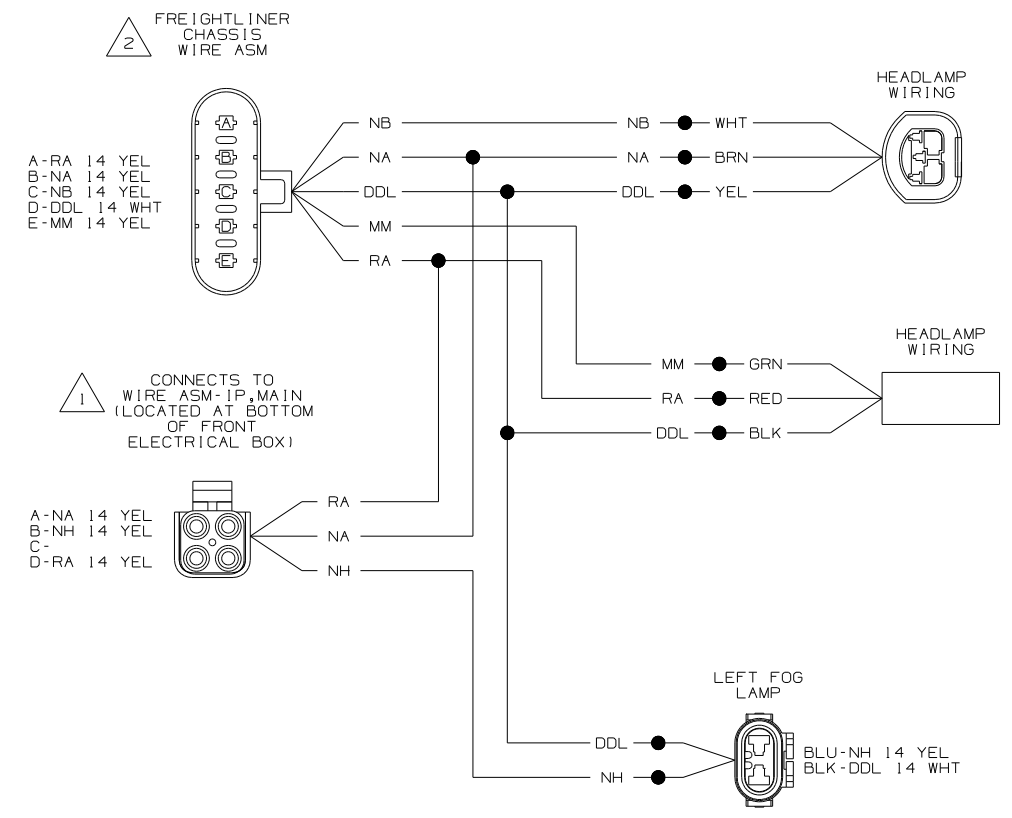 FREIGHTLINER
CHASSIS
WIRE ASM
2
HEADLAMP
WIRING
A
B
C
D
E
A-RA 14 YEL
B-NA 14 YEL
C-NB 14 YEL
D-DDL 14 WHT
E-MM 14 YEL
NB NB WHT
NA NA BRN
DDL DDL YEL
MM
RA
HEADLAMP
WIRING
MM GRN
RA RED
DDL BLK
1
CONNECTS TO
WIRE ASM-IP,MAIN
(LOCATED AT BOTTOM
OF FRONT
ELECTRICAL BOX)
A-NA 14 YEL
B-NH 14 YEL
C-
D-RA 14 YEL
RA
NA
NH
LEFT FOG
LAMP
DDL
NH
BLU-NH 14 YEL
BLK-DDL 14 WHT